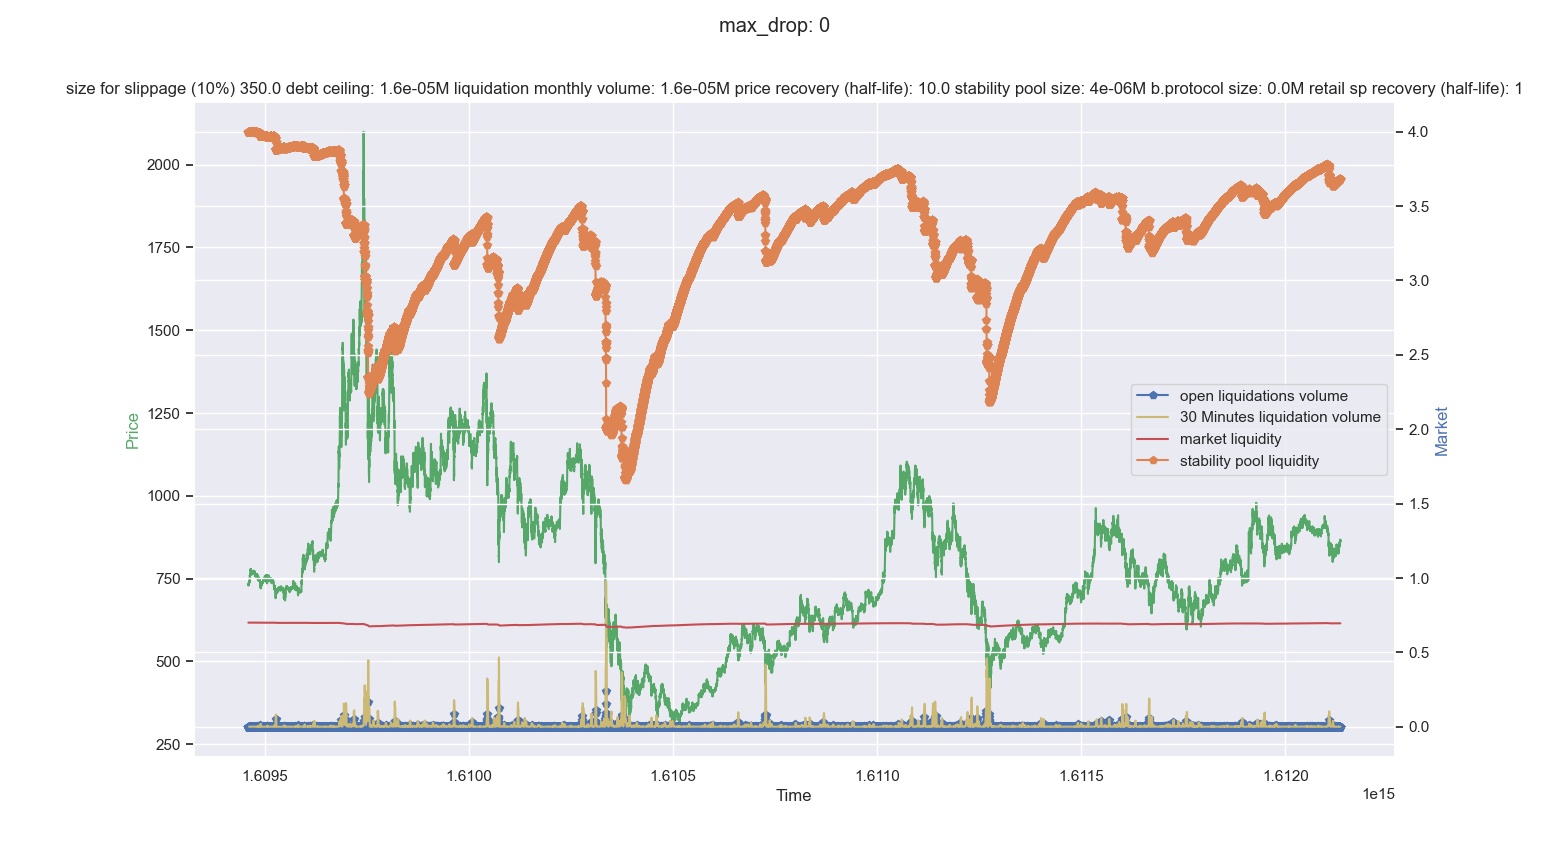 max_drop: 0
size for slippage (10%) 350.0 debt ceiling: 1.6e-05M liquidation monthly volume: 1.6e-05M price recovery (half-life): 10.0 stability pool size: 4e-06M b.protocol size: 0.0M retail sp recovery (half-life): 1
2000
1750
1500
1250
1000
750
500
250
Price
4.0
3.5
3.0
2.5
2.0
1.5
1.0
0.5
0.0
Market
open liquidations volume
30 Minutes liquidation volume
market liquidity
stability pool liquidity
1.6095
1.6100
1.6105
1.6110
1.6115
1.6120
Time
1e15